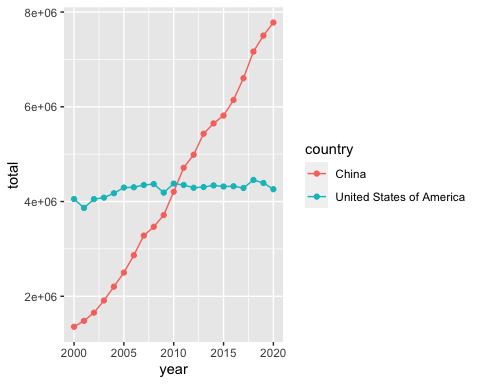 8e+06
6e+06
4e+06
2e+06
total
2000 2005 2010 2015 2020
year
country
China
United States of America